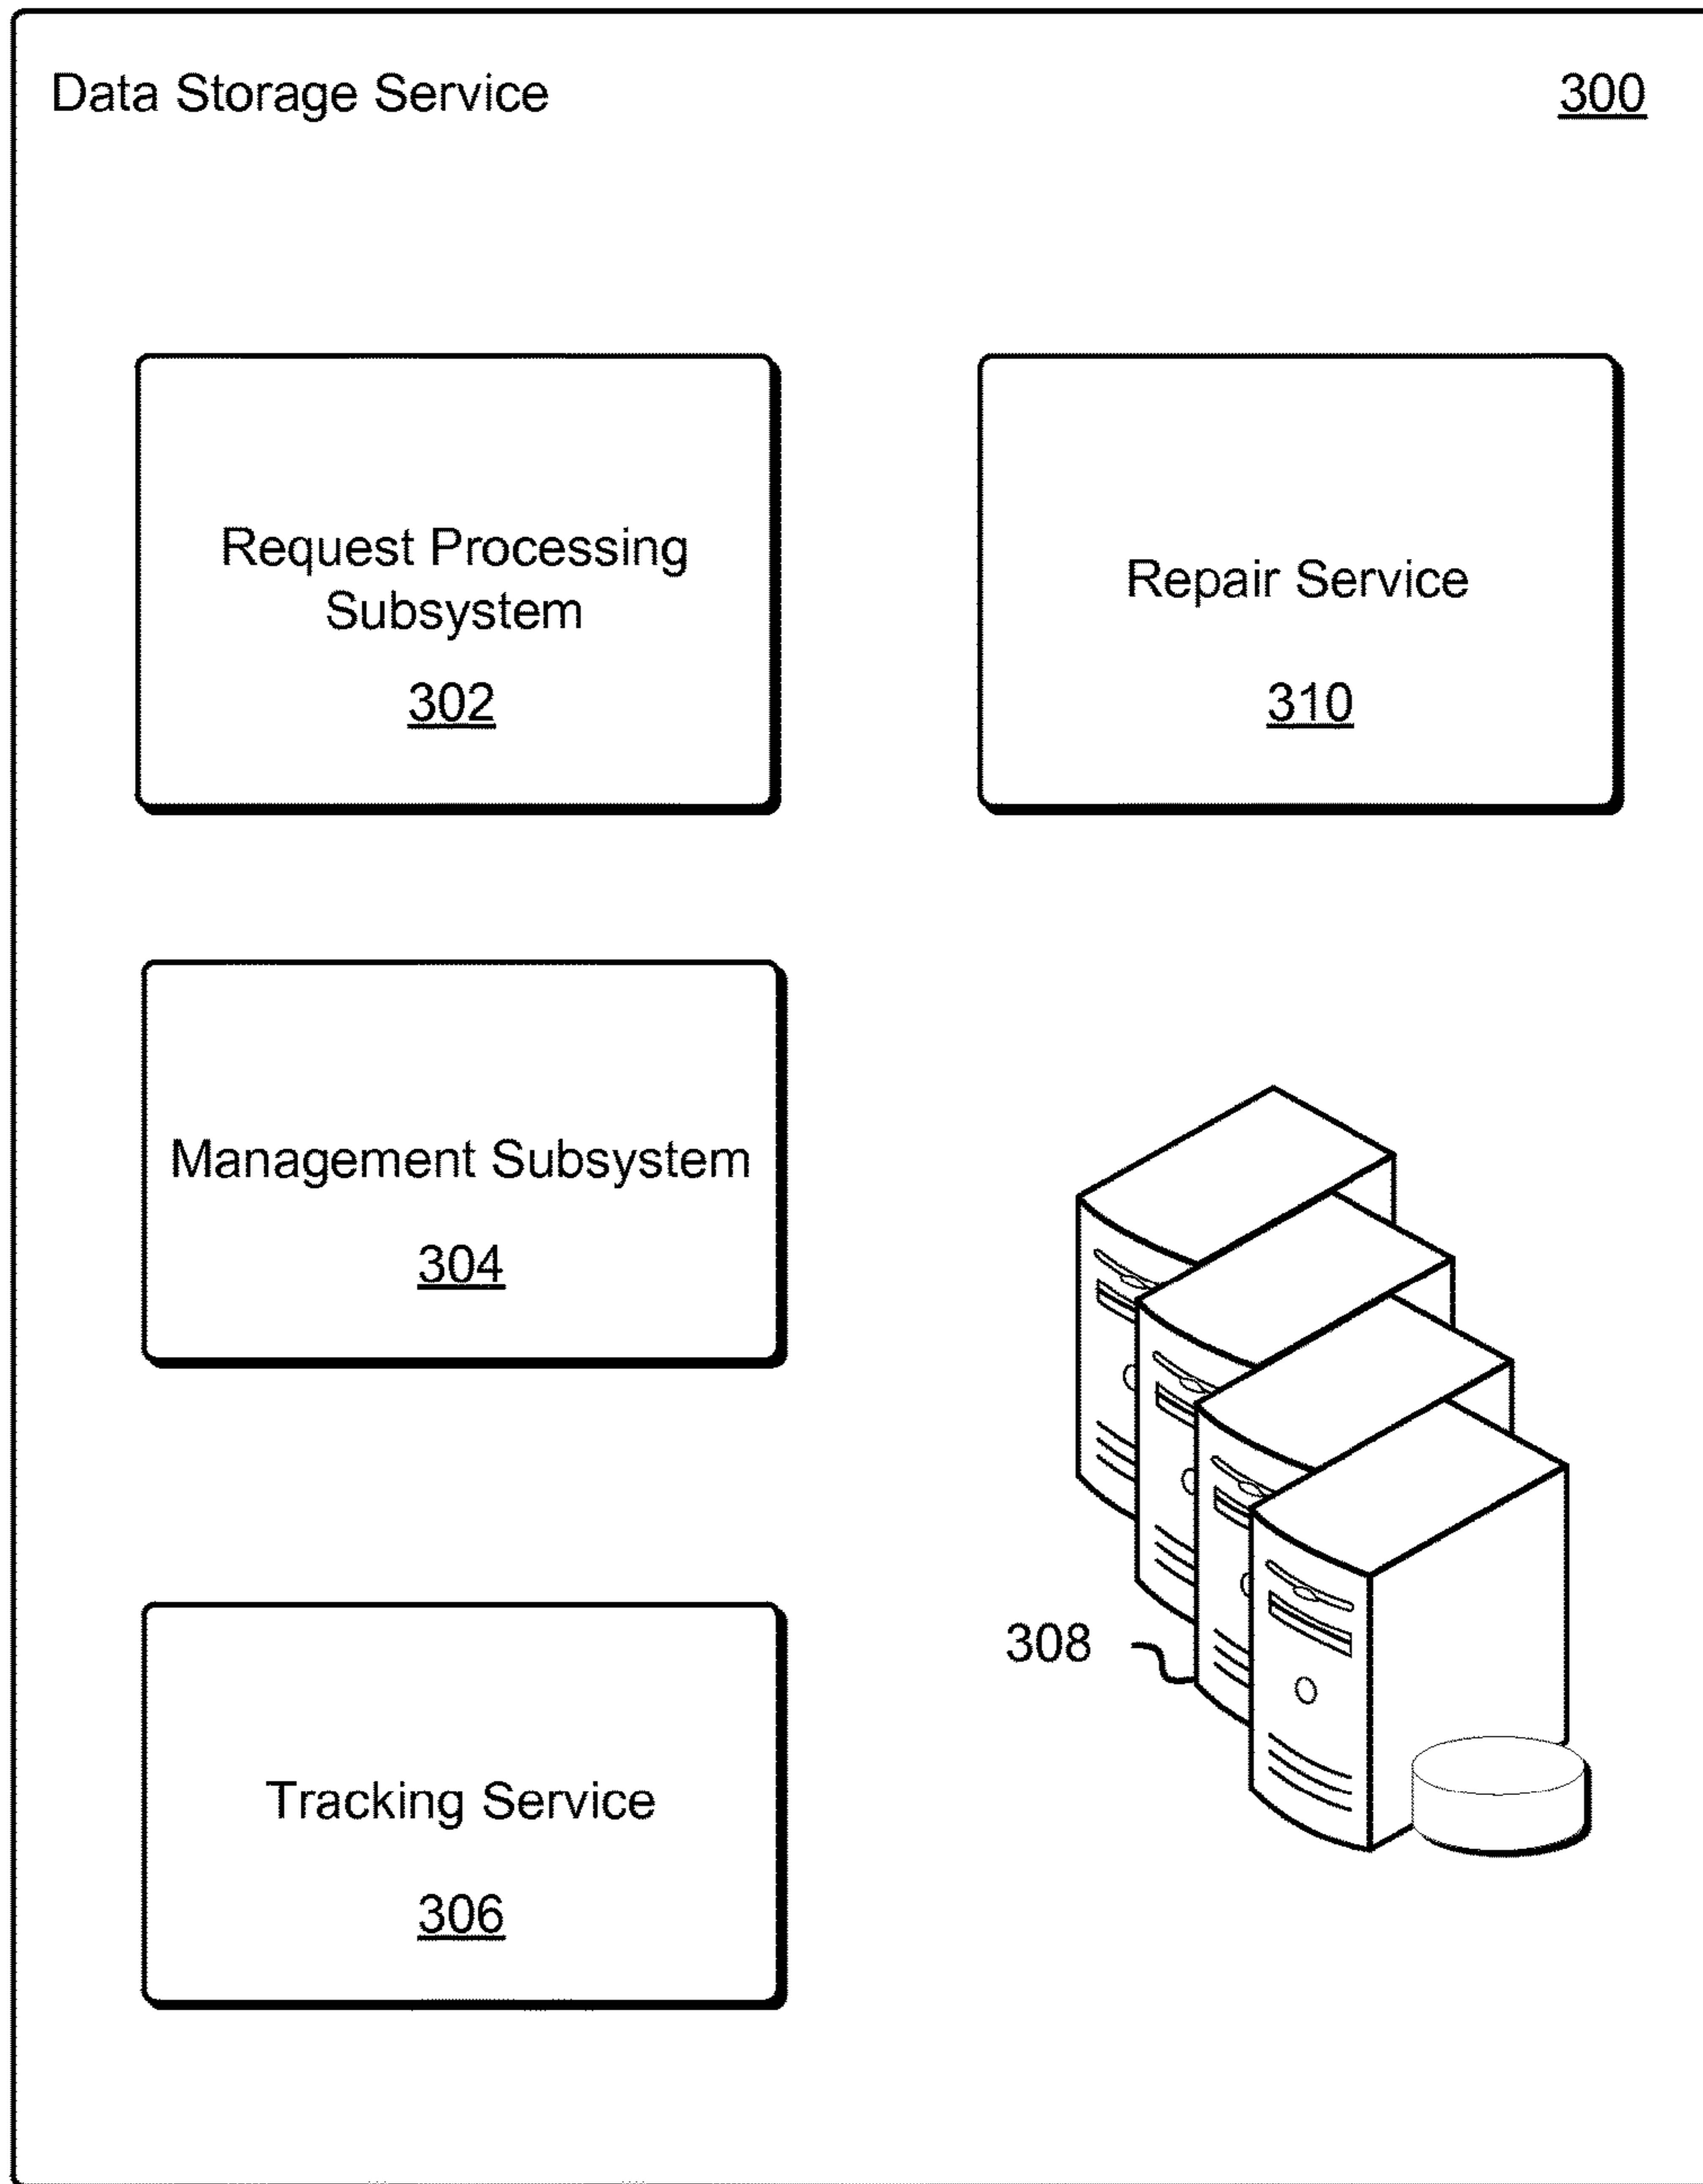 Data Storage Service
300
Request Processing
Subsystem
302
Repair Service
310
Management Subsystem
304
308
Tracking Service
306